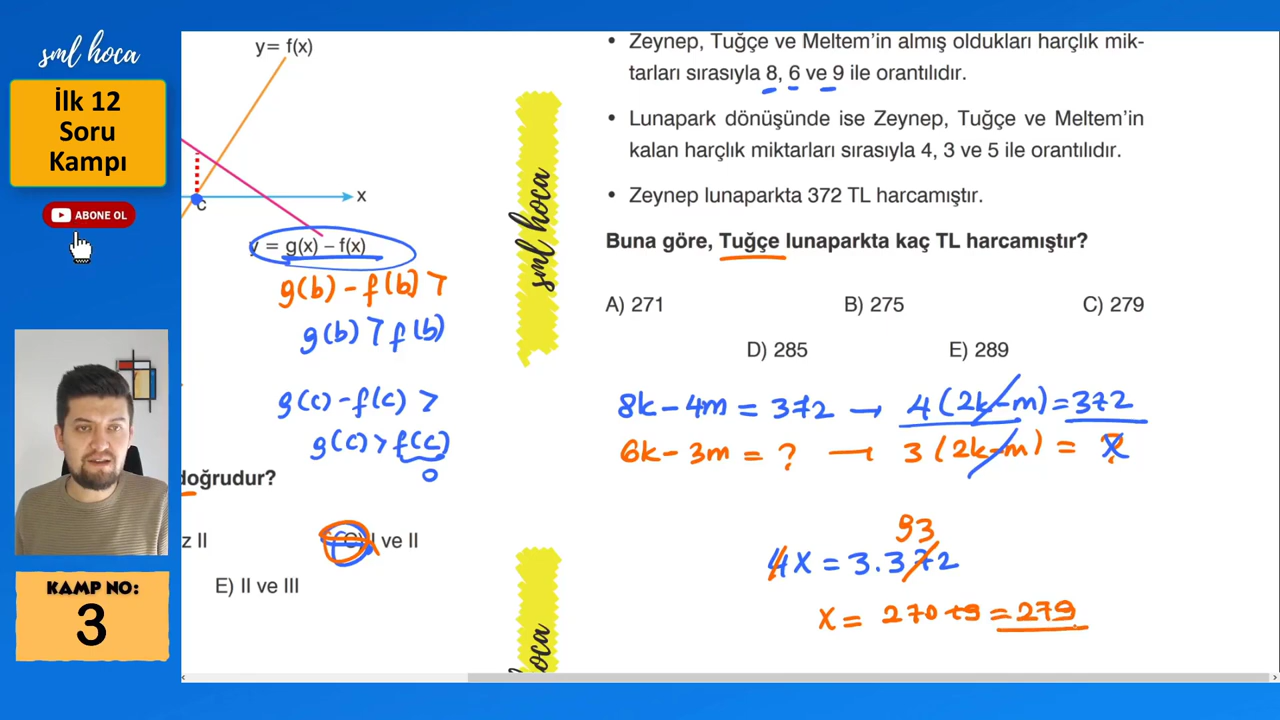 sml hoca
İlk 12
Soru
Kampı
ABONE OL
KAMP NO:
3
y= f(x)
x
c
y = g(x) – f(x)
g(b) - f(b) >
g(b) > f(b)
g(c) - f(c) >
g(c) > f(c)
0
doğrudur?
z II
C) I ve II
E) II ve III
sml hoca
hoca
• Zeynep, Tuğçe ve Meltem’in almış oldukları harçlık mik-
tarları sırasıyla 8, 6 ve 9 ile orantılıdır.
• Lunapark dönüşünde ise Zeynep, Tuğçe ve Meltem’in
kalan harçlık miktarları sırasıyla 4, 3 ve 5 ile orantılıdır.
• Zeynep lunaparkta 372 TL harcamıştır.
Buna göre, Tuğçe lunaparkta kaç TL harcamıştır?
A) 271 B) 275 C) 279
D) 285 E) 289
8k - 4m = 372 → 4(2k-m) = 372
6k - 3m = ? → 3(2k-m) = x
93
4x = 3.372
x = 270+9 = 279